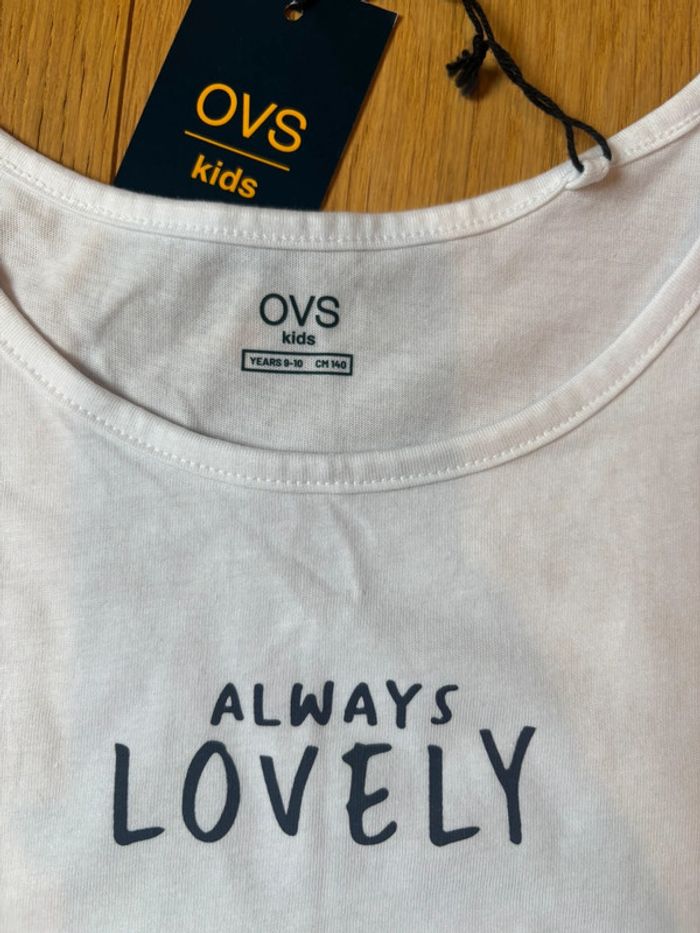 OVS
kids
OVS
kids
YEARS 9-10 CM 140
ALWAYS
LOVELY